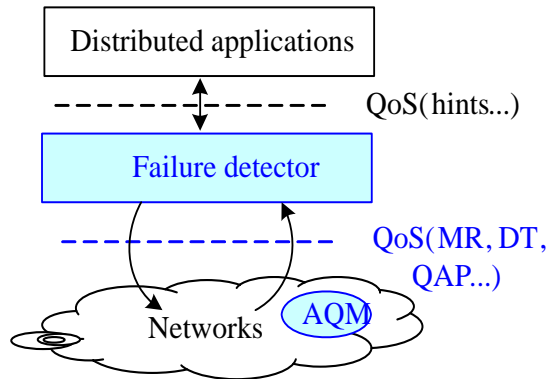 Distributed applications
QoS(hints...)
Failure detector
QoS(MR, DT,
QAP...)
Networks
AQM